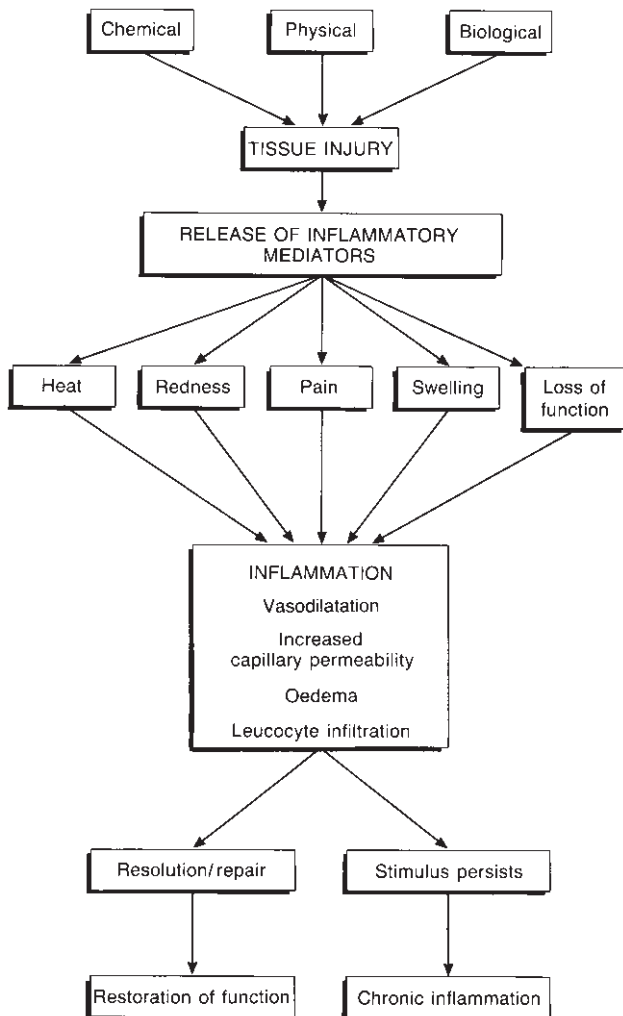 Chemical
Physical
Biological
TISSUE INJURY
RELEASE OF INFLAMMATORY
MEDIATORS
Heat
Redness
Pain
Swelling
Loss of
function
INFLAMMATION
Vasodilatation
Increased
capillary permeability
Oedema
Leucocyte infiltration
Resolution/repair
Stimulus persists
Restoration of function
Chronic inflammation